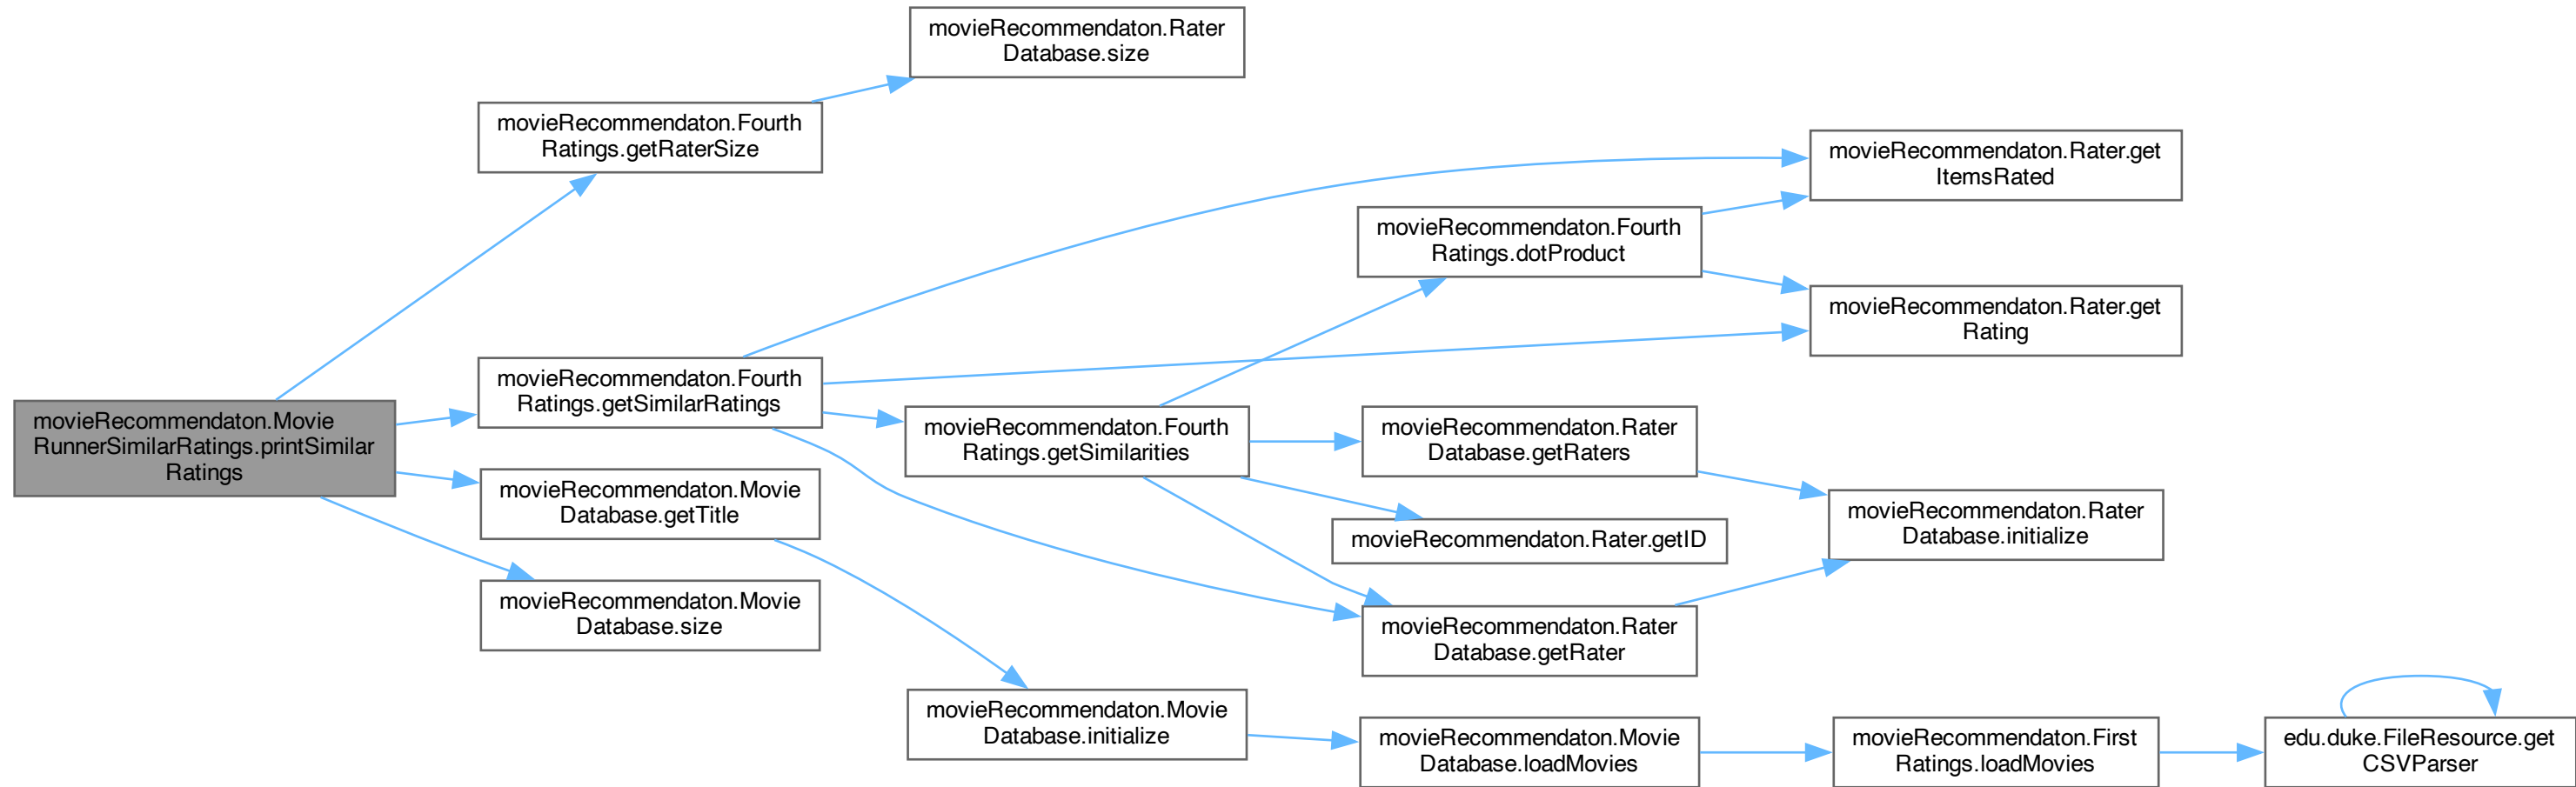 movieRecommendaton.Movie
RunnerSimilarRatings.printSimilar
Ratings
movieRecommendaton.Fourth
Ratings.getRaterSize
movieRecommendaton.Rater
Database.size
movieRecommendaton.Fourth
Ratings.getSimilarRatings
movieRecommendaton.Movie
Database.getTitle
movieRecommendaton.Movie
Database.size
movieRecommendaton.Fourth
Ratings.getSimilarities
movieRecommendaton.Movie
Database.initialize
movieRecommendaton.Fourth
Ratings.dotProduct
movieRecommendaton.Rater
Database.getRaters
movieRecommendaton.Rater.getID
movieRecommendaton.Rater
Database.getRater
movieRecommendaton.Movie
Database.loadMovies
movieRecommendaton.Rater.get
ItemsRated
movieRecommendaton.Rater.get
Rating
movieRecommendaton.Rater
Database.initialize
movieRecommendaton.First
Ratings.loadMovies
edu.duke.FileResource.get
CSVParser